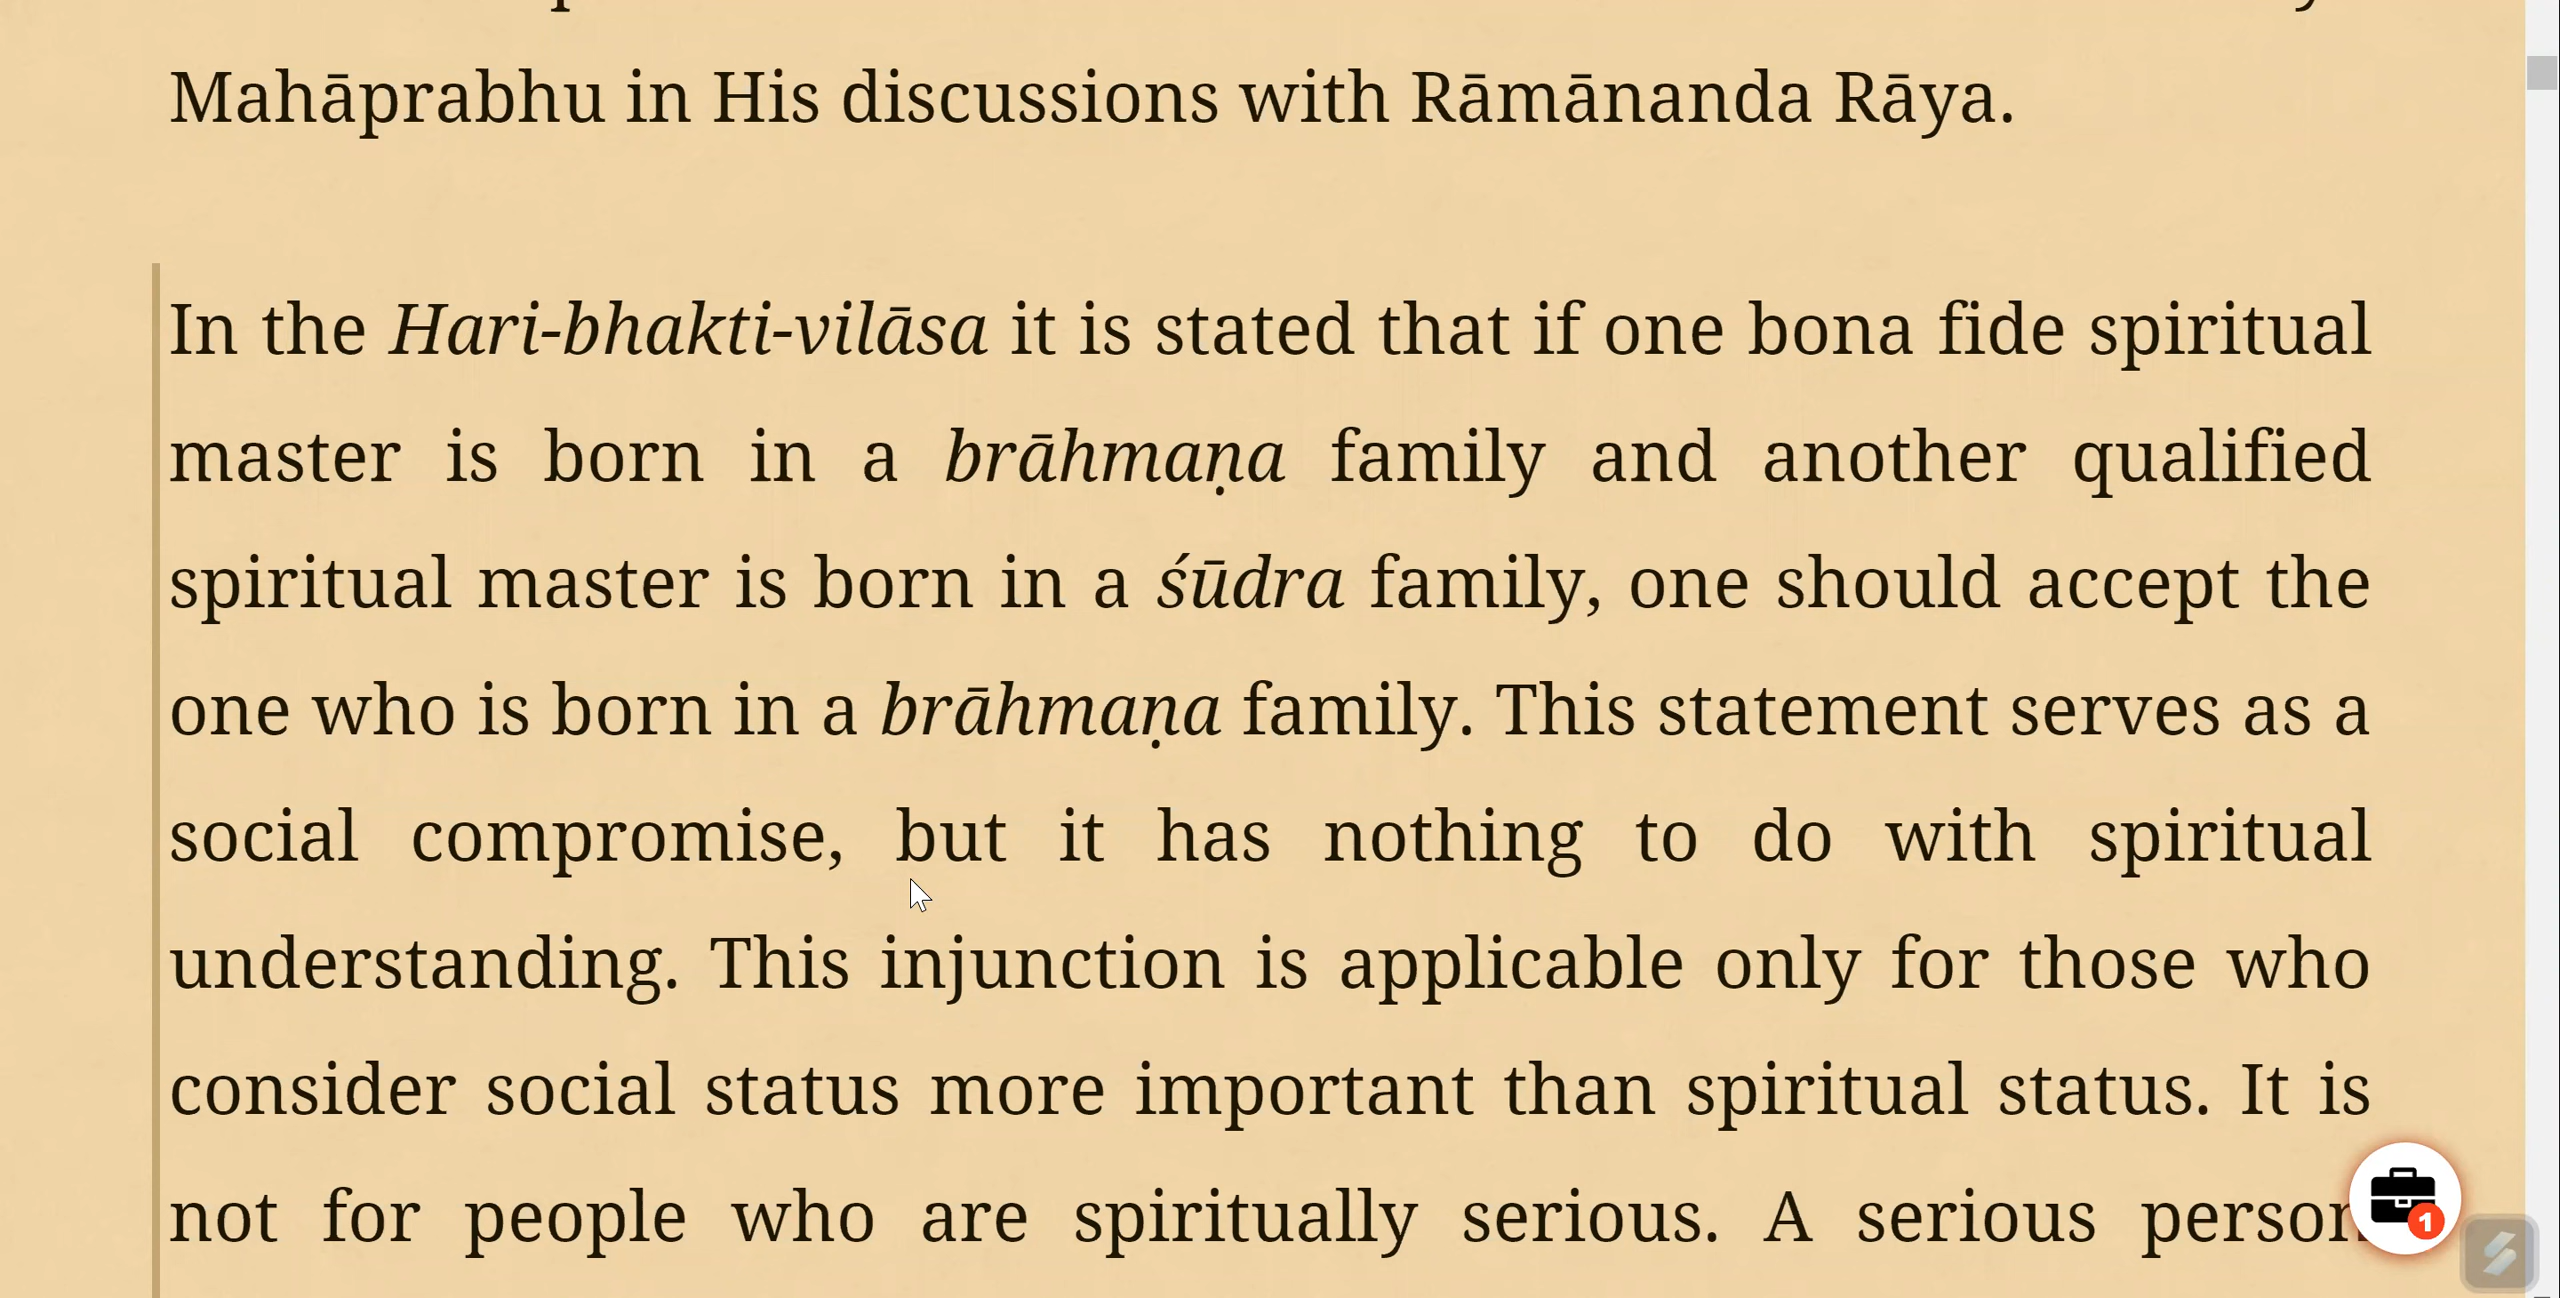 Mahāprabhu in His discussions with Rāmānanda Rāya.
In the Hari-bhakti-vilāsa it is stated that if one bona fide spiritual
master is born in a brāhmaṇa family and another qualified
spiritual master is born in a śūdra family, one should accept the
one who is born in a brāhmaṇa family. This statement serves as a
social compromise, but it has nothing to do with spiritual
understanding. This injunction is applicable only for those who
consider social status more important than spiritual status. It is
not for people who are spiritually serious. A serious person
1